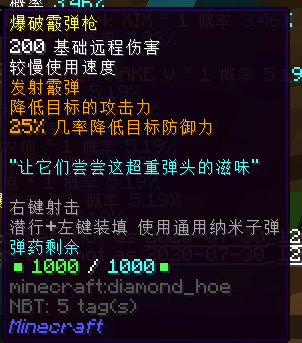 爆破霰弹枪
200 基础远程伤害
较慢使用速度
发射霰弹
降低目标的攻击力
25% 几率降低目标防御力
"让它们尝尝这超重弹头的滋味"
右键射击
潜行+左键装填 使用通用纳米子弹
弹药剩余
■ 1000 / 1000 ■
minecraft:diamond_hoe
NBT: 5 tag(s)
Minecraft